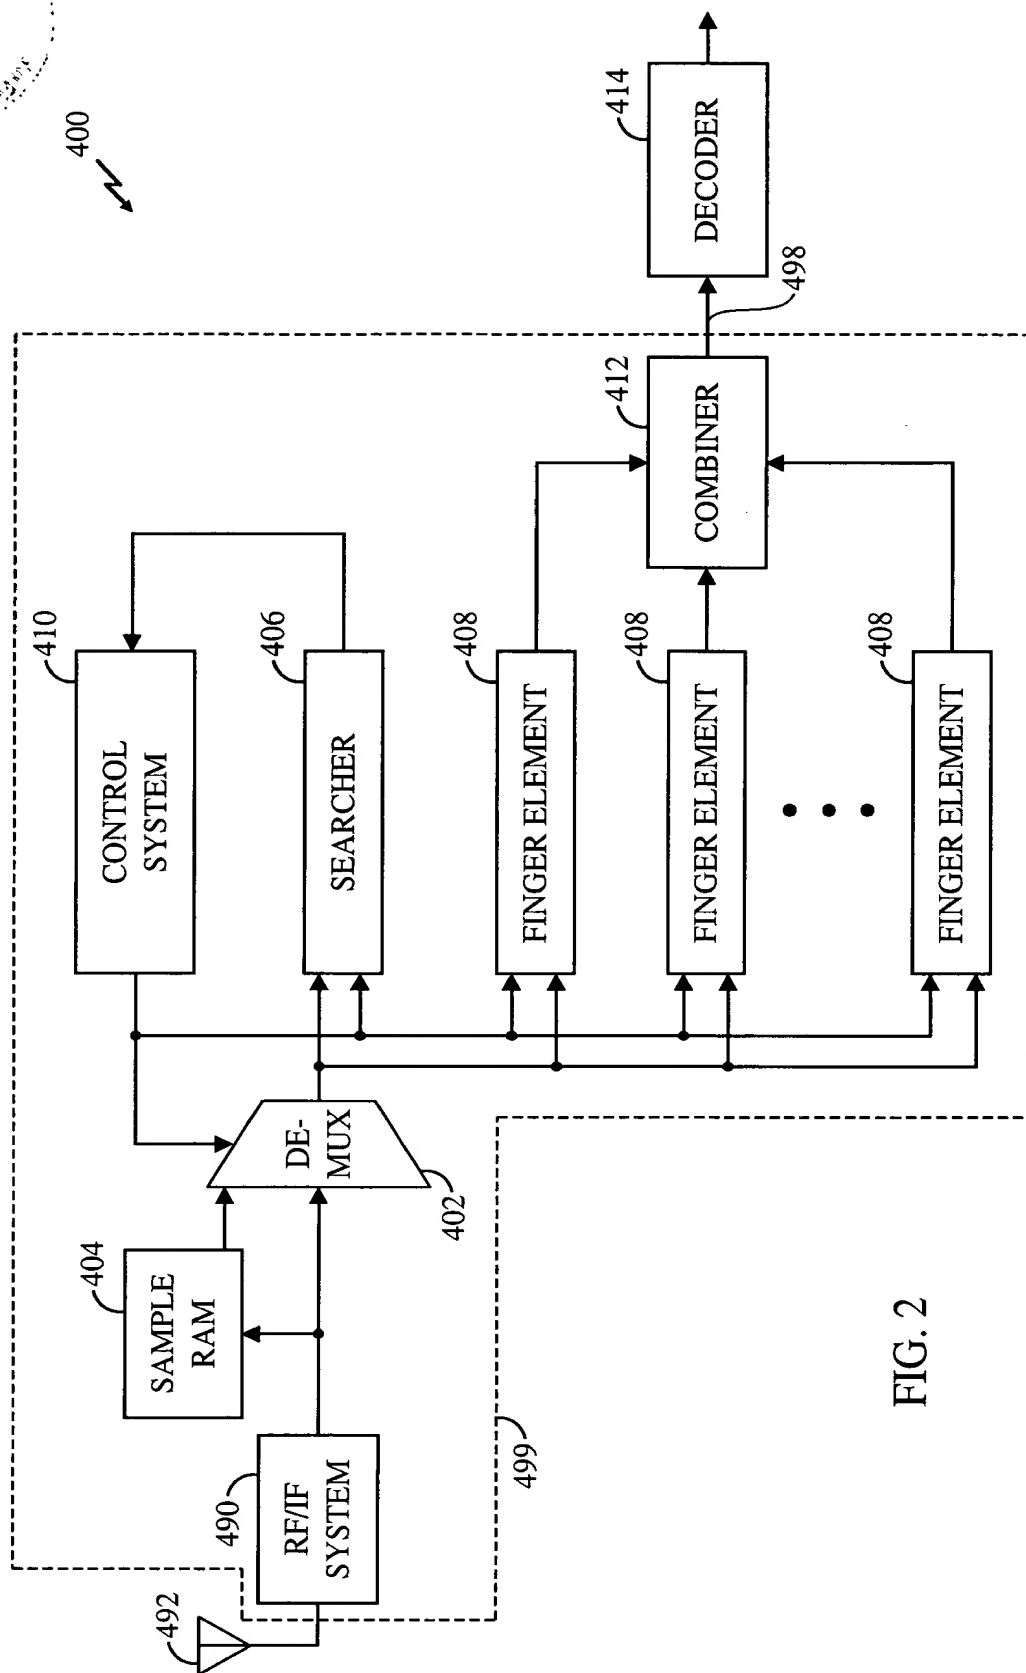 400
410
CONTROL
SYSTEM
406
SEARCHER
408
FINGER ELEMENT
408
FINGER ELEMENT
408
FINGER ELEMENT
404
SAMPLE
RAM
DE-
MUX
402
490
RF/IF
SYSTEM
492
499
412
COMBINER
498
414
DECODER
FIG. 2